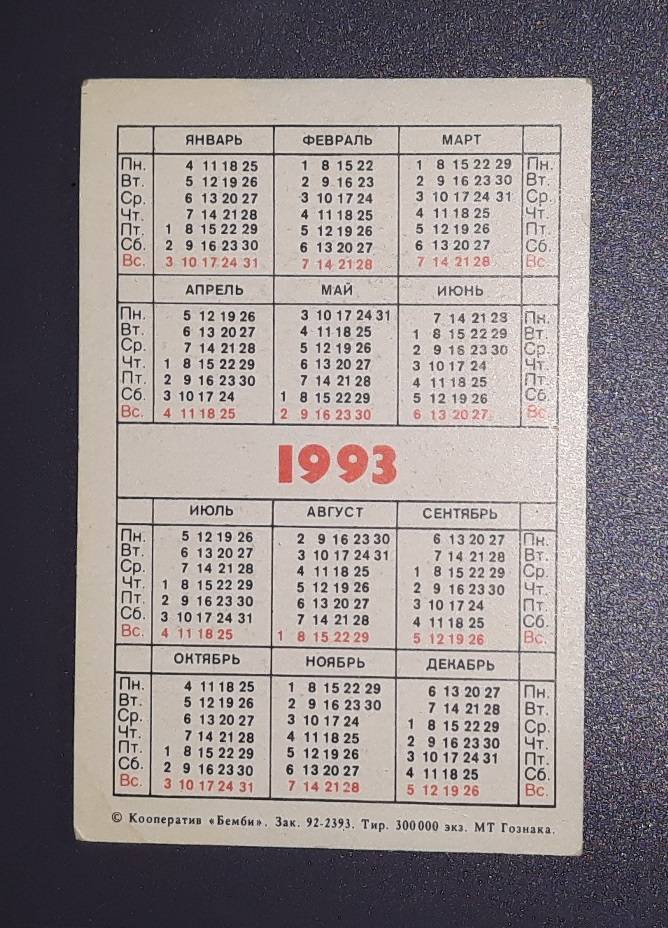 ЯНВАРЬ ФЕВРАЛЬ МАРТ
Пн. 4 11 18 25 1 8 15 22 1 8 15 22 29 Пн.
Вт. 5 12 19 26 2 9 16 23 2 9 16 23 30 Вт.
Ср. 6 13 20 27 3 10 17 24 3 10 17 24 31 Ср.
Чт. 7 14 21 28 4 11 18 25 4 11 18 25 Чт.
Пт. 1 8 15 22 29 5 12 19 26 5 12 19 26 Пт.
Сб. 2 9 16 23 30 6 13 20 27 6 13 20 27 Сб.
Вс. 3 10 17 24 31 7 14 21 28 7 14 21 28 Вс.
АПРЕЛЬ МАЙ ИЮНЬ
Пн. 5 12 19 26 3 10 17 24 31 7 14 21 28 Пн.
Вт. 6 13 20 27 4 11 18 25 1 8 15 22 29 Вт.
Ср. 7 14 21 28 5 12 19 26 2 9 16 23 30 Ср.
Чт. 1 8 15 22 29 6 13 20 27 3 10 17 24 Чт.
Пт. 2 9 16 23 30 7 14 21 28 4 11 18 25 Пт.
Сб. 3 10 17 24 1 8 15 22 29 5 12 19 26 Сб.
Вс. 4 11 18 25 2 9 16 23 30 6 13 20 27 Вс.
1993
ИЮЛЬ АВГУСТ СЕНТЯБРЬ
Пн. 5 12 19 26 2 9 16 23 30 6 13 20 27 Пн.
Вт. 6 13 20 27 3 10 17 24 31 7 14 21 28 Вт.
Ср. 7 14 21 28 4 11 18 25 1 8 15 22 29 Ср.
Чт. 1 8 15 22 29 5 12 19 26 2 9 16 23 30 Чт.
Пт. 2 9 16 23 30 6 13 20 27 3 10 17 24 Пт.
Сб. 3 10 17 24 31 7 14 21 28 4 11 18 25 Сб.
Вс. 4 11 18 25 1 8 15 22 29 5 12 19 26 Вс.
ОКТЯБРЬ НОЯБРЬ ДЕКАБРЬ
Пн. 4 11 18 25 1 8 15 22 29 6 13 20 27 Пн.
Вт. 5 12 19 26 2 9 16 23 30 7 14 21 28 Вт.
Ср. 6 13 20 27 3 10 17 24 1 8 15 22 29 Ср.
Чт. 7 14 21 28 4 11 18 25 2 9 16 23 30 Чт.
Пт. 1 8 15 22 29 5 12 19 26 3 10 17 24 31 Пт.
Сб. 2 9 16 23 30 6 13 20 27 4 11 18 25 Сб.
Вс. 3 10 17 24 31 7 14 21 28 5 12 19 26 Вс.
© Кооператив «Бемби». Зак. 92-2393. Тир. 300 000 экз. МТ Гознака.